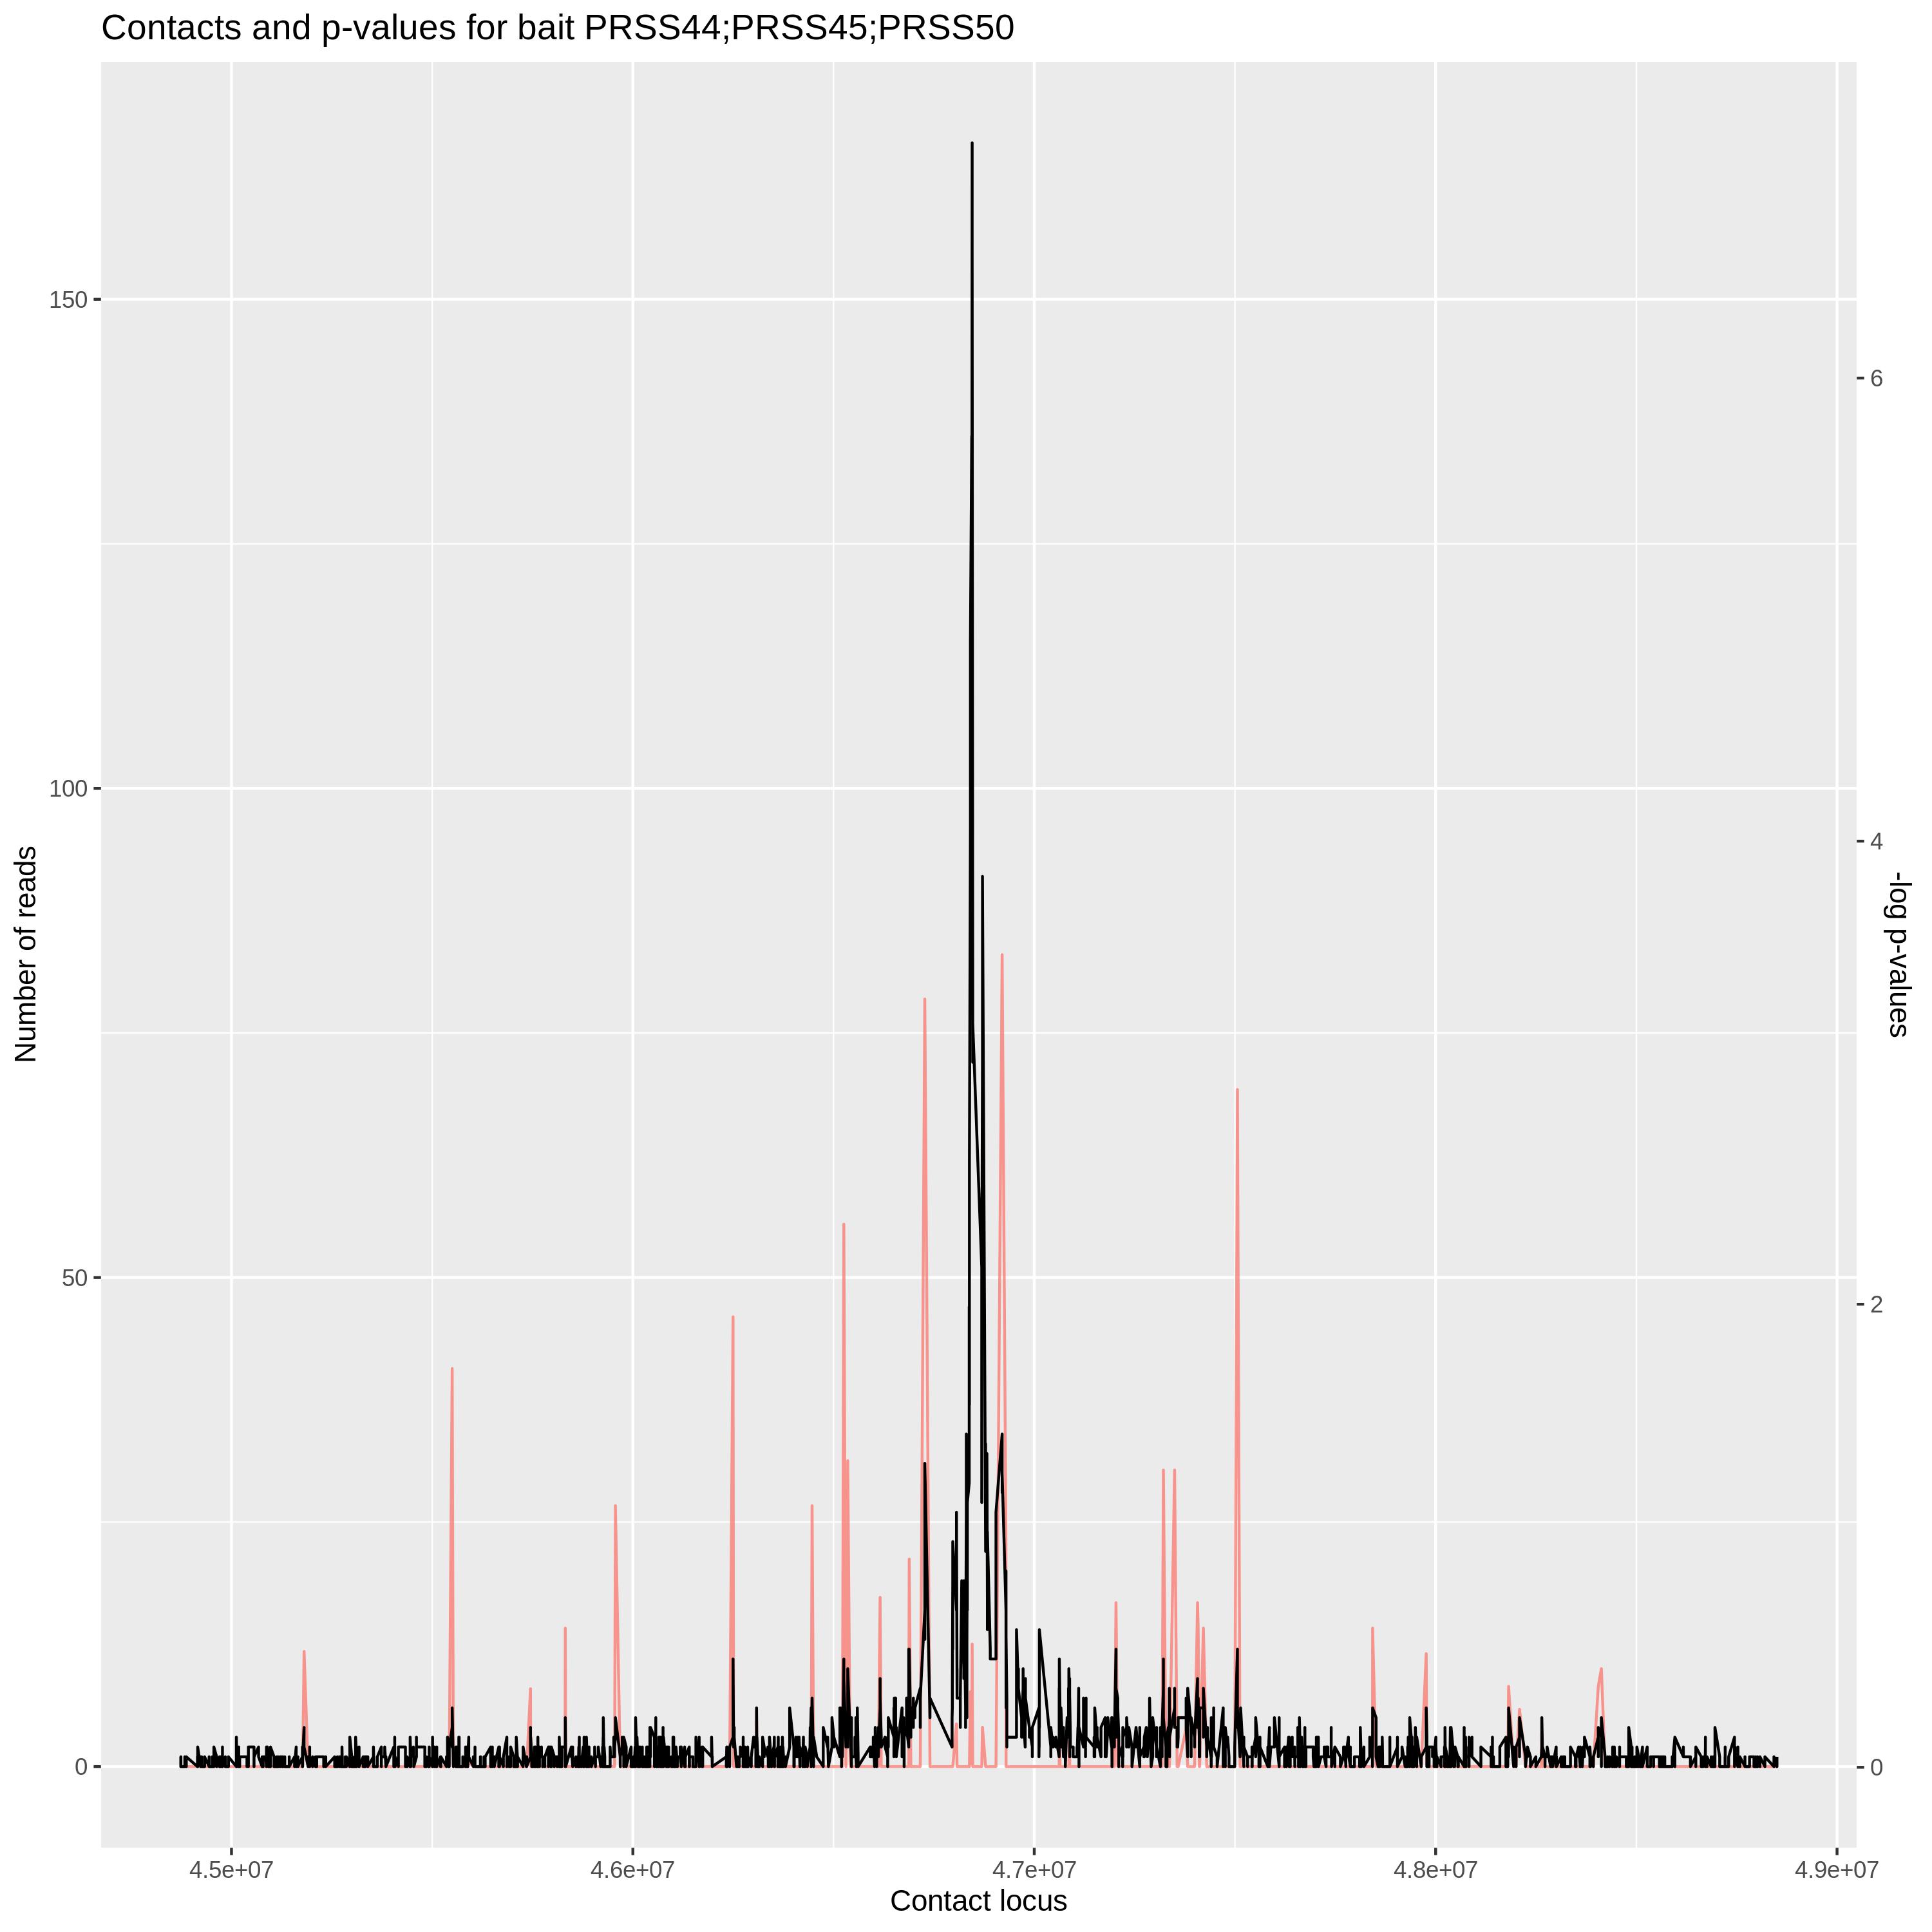 Contacts and p-values for bait PRSS44;PRSS45;PRSS50
Number of reads
150
100
50
0
6
4
2
0
-log p-values
4.5e+07
4.6e+07
4.7e+07
4.8e+07
4.9e+07
Contact locus